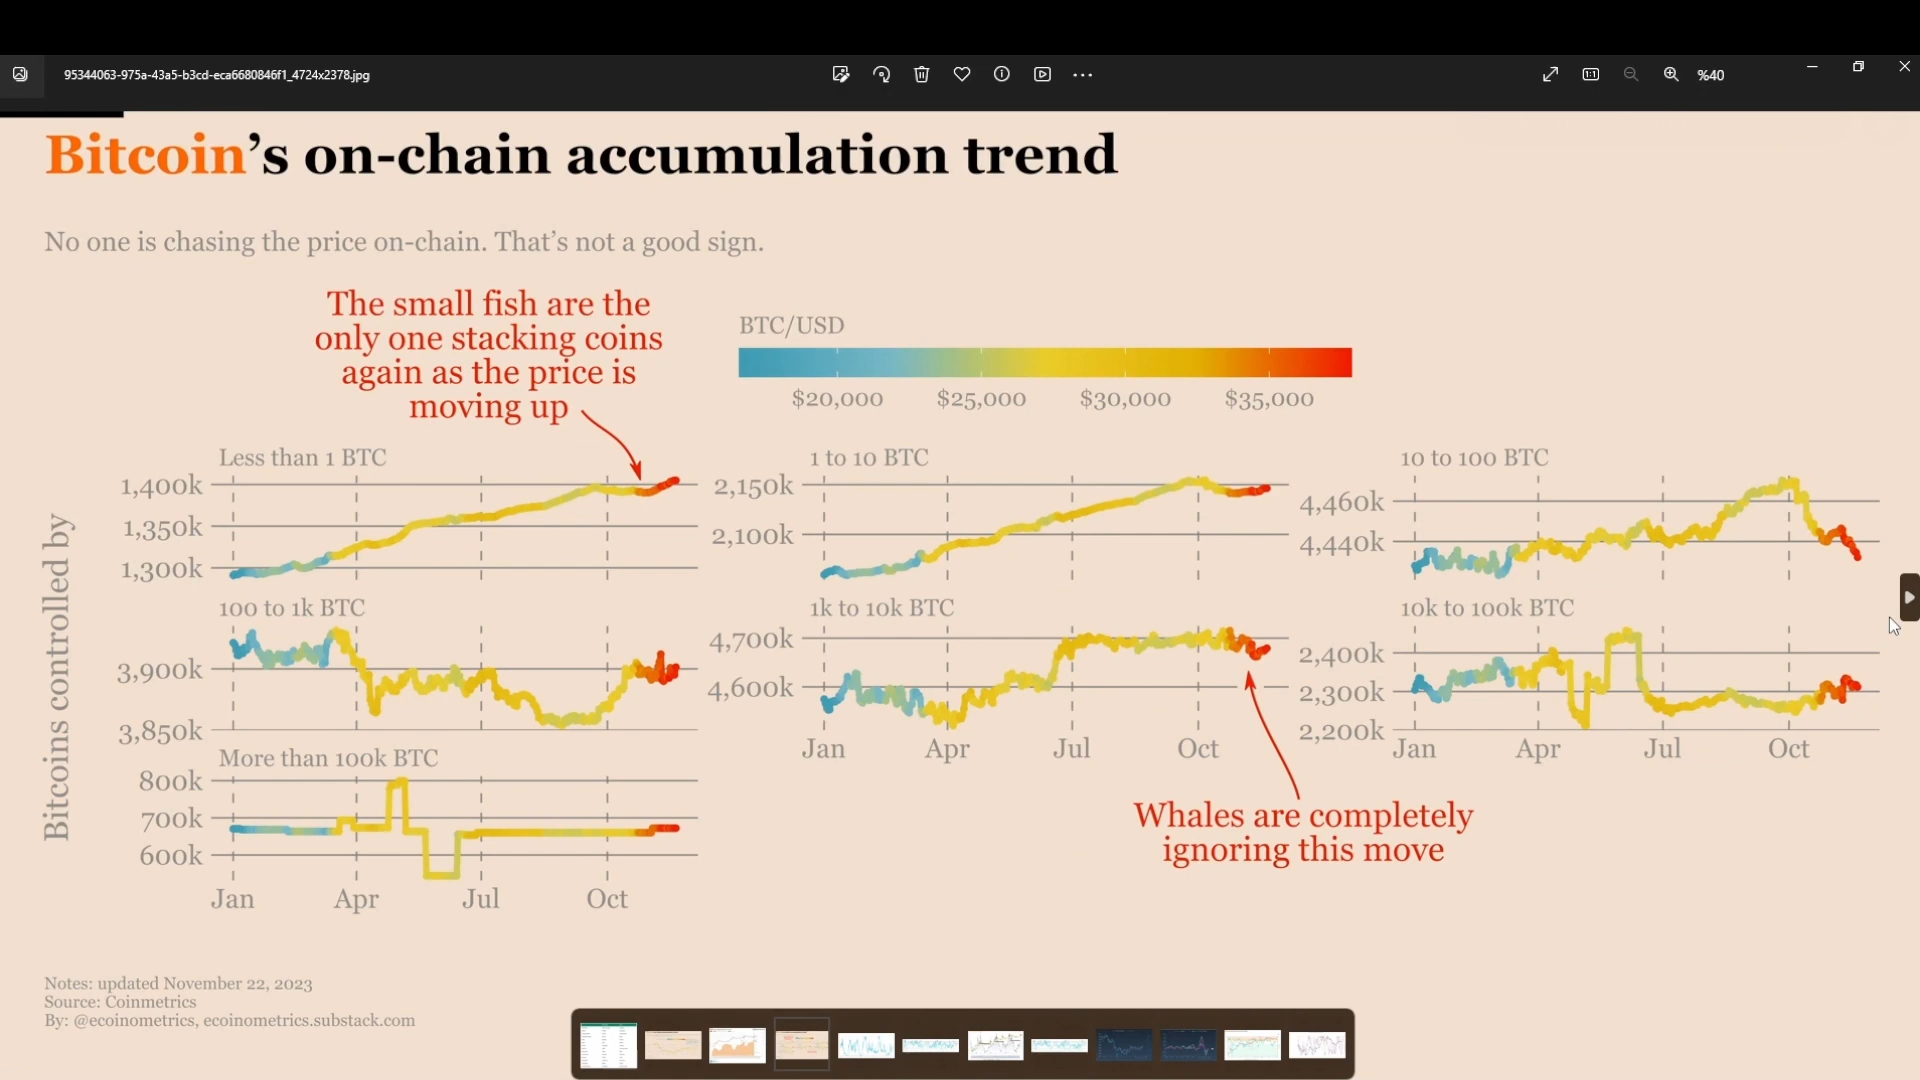 95344063-975a-43a5-b3cd-eca6680846f1_4724x2378.jpg
%40
Bitcoin’s on-chain accumulation trend
No one is chasing the price on-chain. That’s not a good sign.
The small fish are the
only one stacking coins
again as the price is
moving up
BTC/USD
$20,000 $25,000 $30,000 $35,000
Bitcoins controlled by
Less than 1 BTC
1,400k
1,350k
1,300k
1 to 10 BTC
2,150k
2,100k
10 to 100 BTC
4,460k
4,440k
100 to 1k BTC
3,900k
3,850k
1k to 10k BTC
4,700k
4,600k
Jan Apr Jul Oct
10k to 100k BTC
2,400k
2,300k
2,200k
Jan Apr Jul Oct
More than 100k BTC
800k
700k
600k
Jan Apr Jul Oct
Whales are completely
ignoring this move
Notes: updated November 22, 2023
Source: Coinmetrics
By: @ecoinometrics, ecoinometrics.substack.com